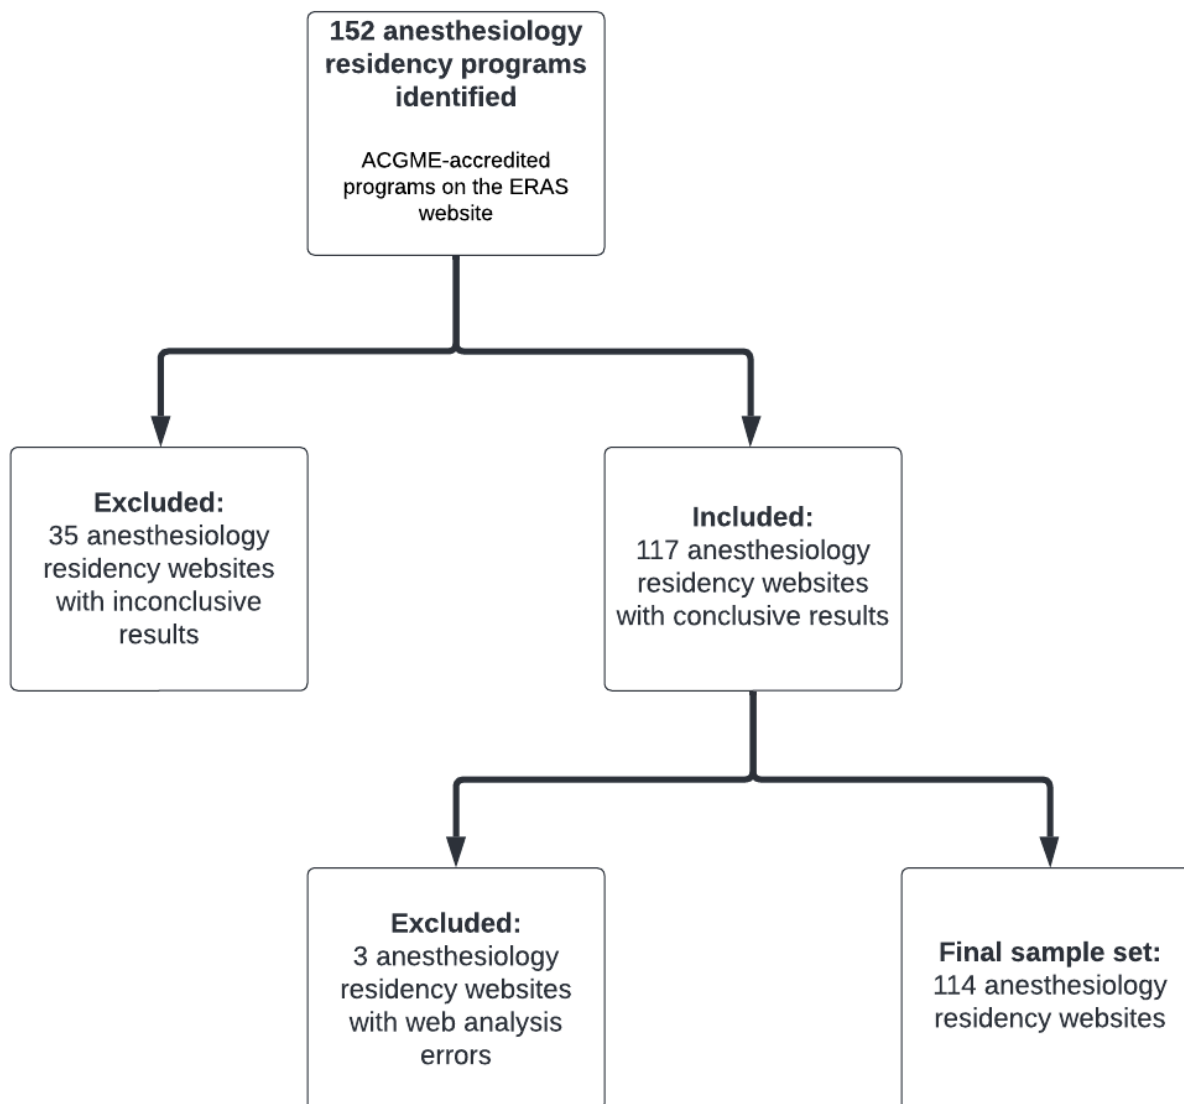 152 anesthesiology
residency programs
identified
ACGME-accredited
programs on the ERAS
website
Excluded:
35 anesthesiology
residency websites
with inconclusive
results
Included:
117 anesthesiology
residency websites
with conclusive results
Excluded:
3 anesthesiology
residency websites
with web analysis
errors
Final sample set:
114 anesthesiology
residency websites